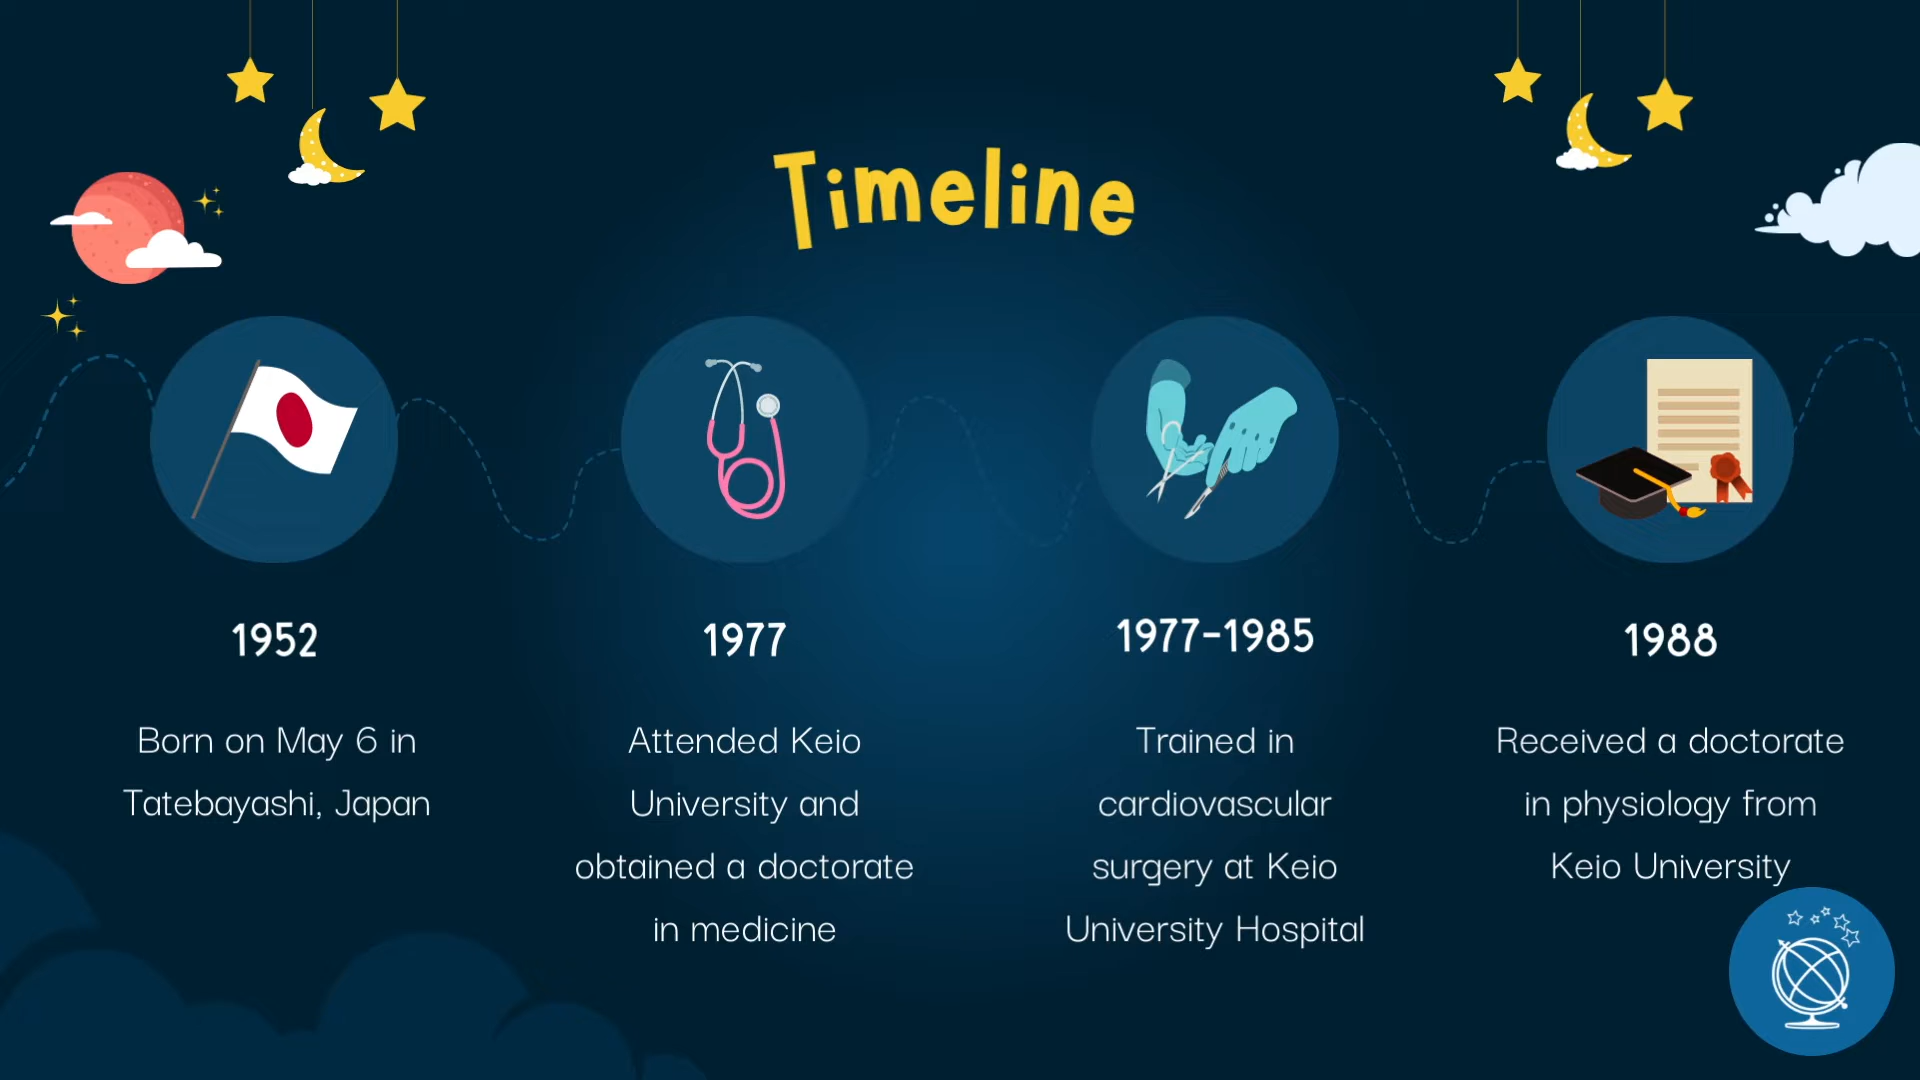 Timeline
1952
Born on May 6 in
Tatebayashi, Japan
1977
Attended Keio
University and
obtained a doctorate
in medicine
1977-1985
Trained in
cardiovascular
surgery at Keio
University Hospital
1988
Received a doctorate
in physiology from
Keio University